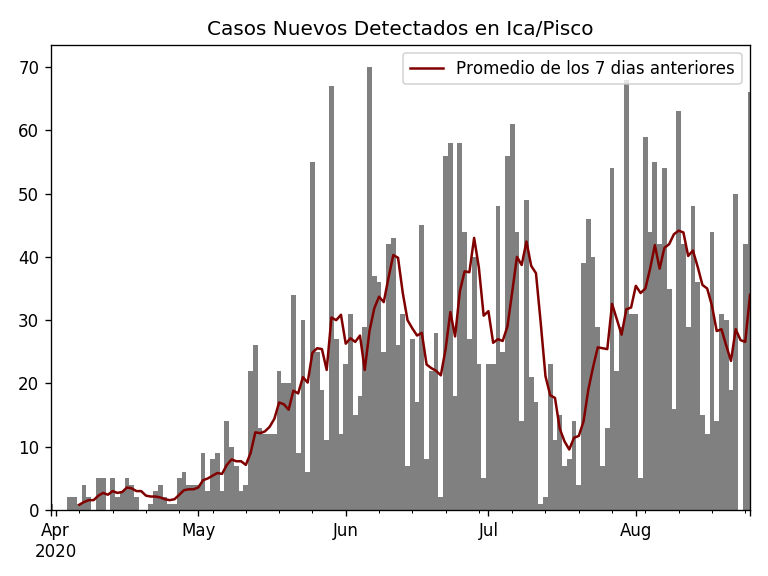 Casos Nuevos Detectados en Ica/Pisco
Promedio de los 7 dias anteriores
70
60
50
40
30
20
10
0
Apr
2020
May
Jun
Jul
Aug